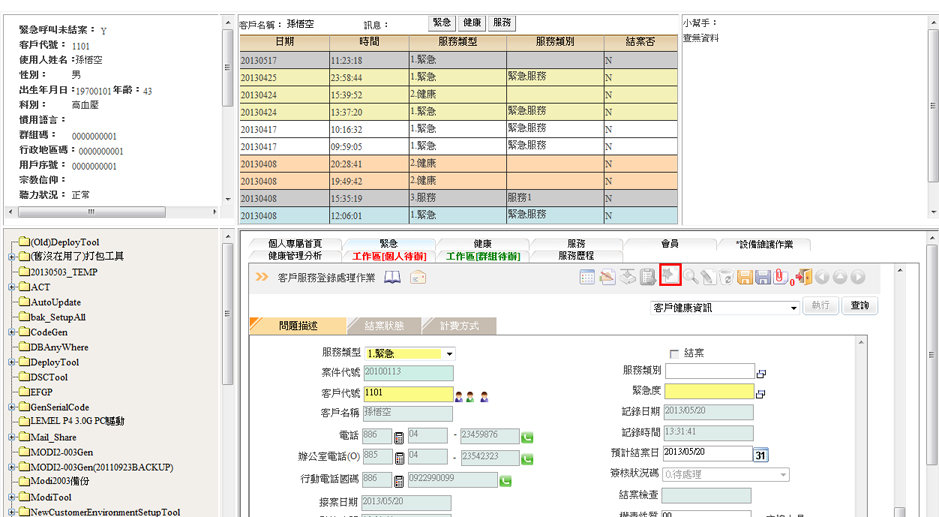 緊急呼叫未結案： Y
客戶代號： 1101
使用人姓名：孫悟空
性別： 男
出生年月日：19700101年齡： 43
科別： 高血壓
慣用語言：
群組碼： 0000000001
行政地區碼：0000000001
用戶序號： 0000000001
宗教信仰：
聽力狀況： 正常
客戶名稱： 孫悟空 訊息： 緊急 健康 服務
日期 時間 服務類型 服務類別 結案否
20130517 11:23:18 1.緊急 N
20130425 23:58:44 1.緊急 緊急服務 N
20130424 15:39:52 2.健康 N
20130424 13:37:20 1.緊急 緊急服務 N
20130417 10:16:32 1.緊急 緊急服務 N
20130417 09:59:05 1.緊急 緊急服務 N
20130408 20:28:41 2.健康 N
20130408 19:49:42 2.健康 N
20130408 15:35:19 3.服務 服務1 N
20130408 12:06:01 1.緊急 緊急服務 N
小幫手：
查無資料
(Old)DeployTool
(舊沒在用了)打包工具
20130503_TEMP
ACT
AutoUpdate
bak_SetupAll
CodeGen
DBAnyWhere
DeployTool
DSCTool
EFGP
GenSerialCode
LEMEL P4 3.0G PC驅動
Mail_Share
MODI2-003Gen
MODI2-003Gen(20110923BACKUP)
Modi2003備份
ModiTool
NewCustomerEnvironmentSetupTool
個人專屬首頁 緊急 健康 服務 會員 *設備維護作業
健康管理分析 工作區[個人待辦] 工作區[群組待辦] 服務歷程
客戶服務登錄處理作業
0
客戶健康資訊 執行 查詢
問題描述 結案狀態 計費方式
服務類型 1.緊急 結案
案件代號 20100113 服務類別
客戶代號 1101 緊急度
客戶名稱 孫悟空 記錄日期 2013/05/20
電話 886 04 - 23459876 記錄時間 13:31:41
辦公室電話(O) 885 04 - 23542323 預計結案日 2013/05/20 31
行動電話國碼 886 0922990099 簽核狀況碼 0.待處理
接案日期 2013/05/20 結案檢查
00